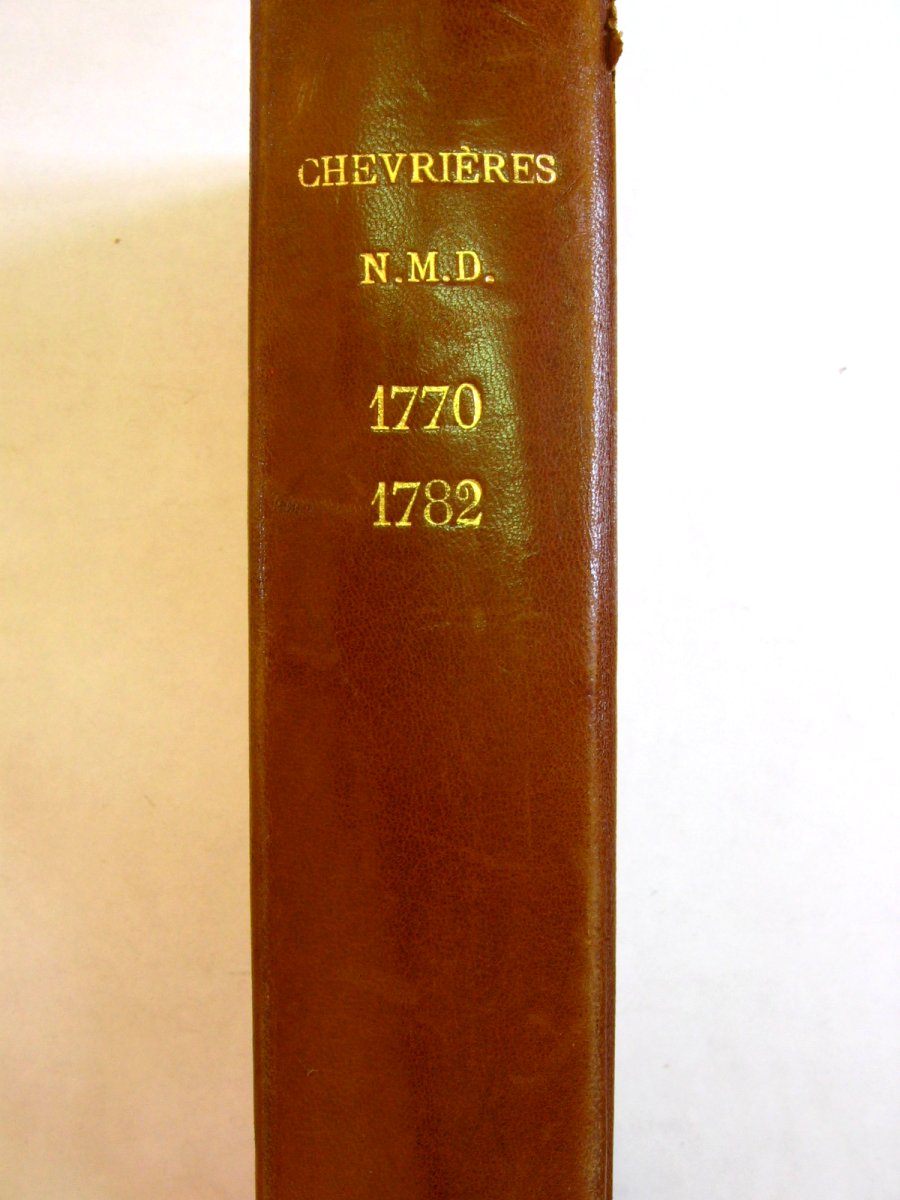 CHEVRIÈRES
N.M.D.
1770
1782